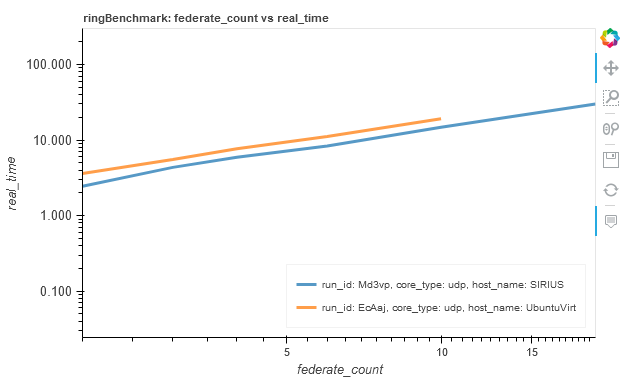 ringBenchmark: federate_count vs real_time
100.000
10.000
1.000
0.100
real_time
run_id: Md3vp, core_type: udp, host_name: SIRIUS
run_id: EcAaj, core_type: udp, host_name: UbuntuVirt
5
10
15
federate_count